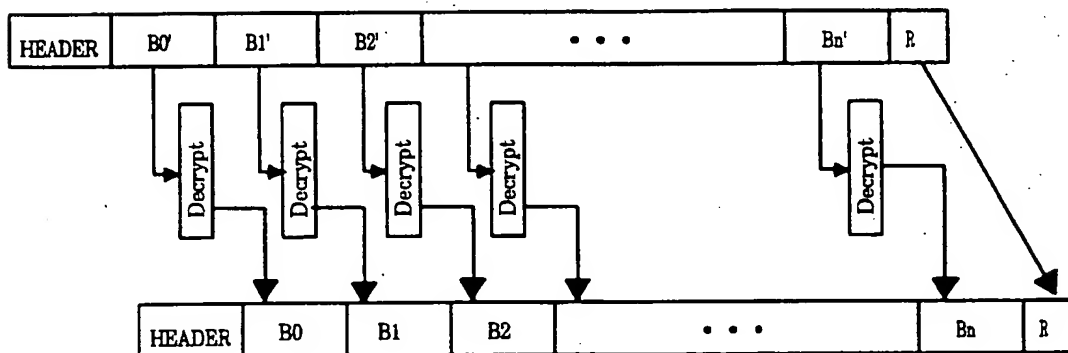 HEADER B0' B1' B2' • • • Bn' R
Decrypt Decrypt Decrypt Decrypt Decrypt
HEADER B0 B1 B2 • • • Bn R